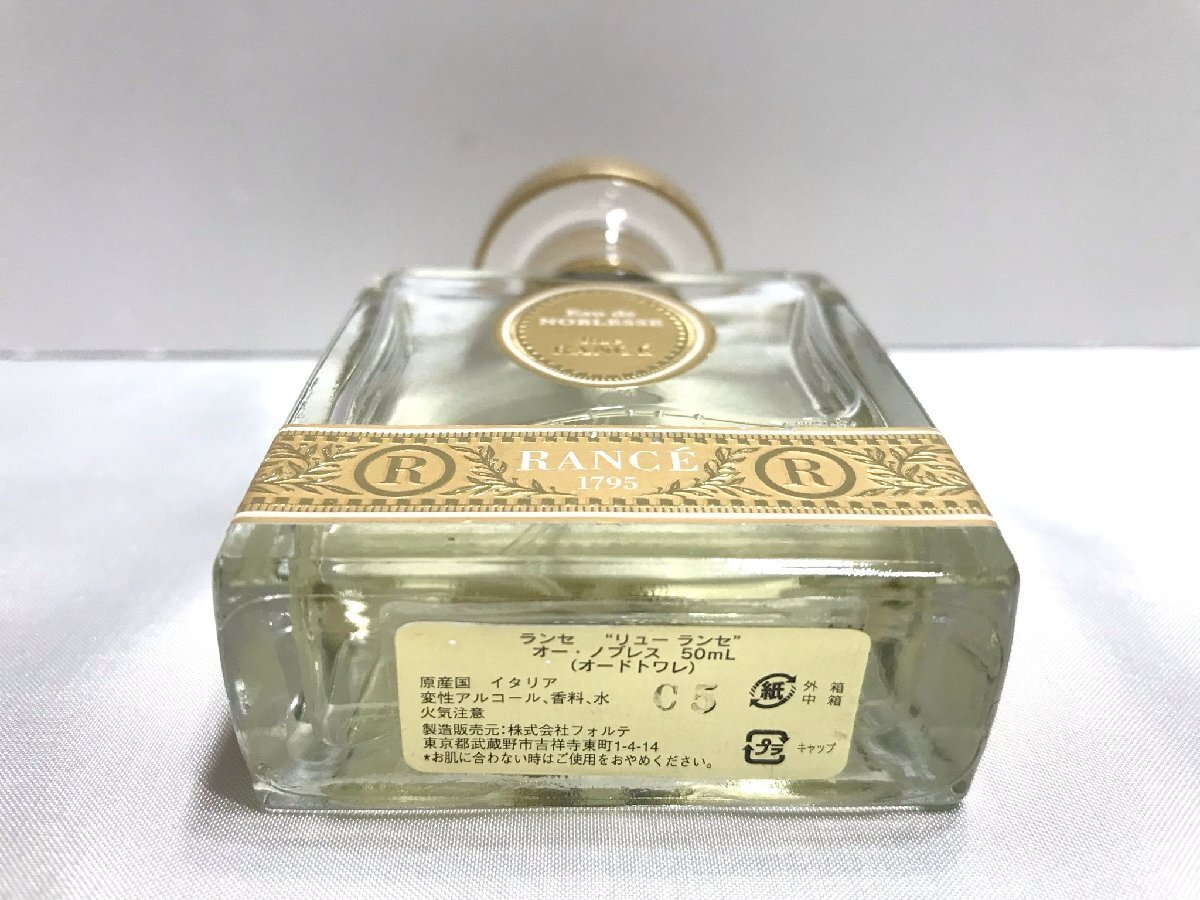 Eau de
NOBLESSE
RANCÉ
R
RANCÉ
1795
R
ランセ “リュー ランセ”
オー・ノブレス 50mL
(オードトワレ)
原産国 イタリア
変性アルコール、香料、水
火気注意
C5
製造販売元:株式会社フォルテ
東京都武蔵野市吉祥寺東町1-4-14
*お肌に合わない時はご使用をおやめください。
紙
外 箱
中 箱
プラ
キャップ